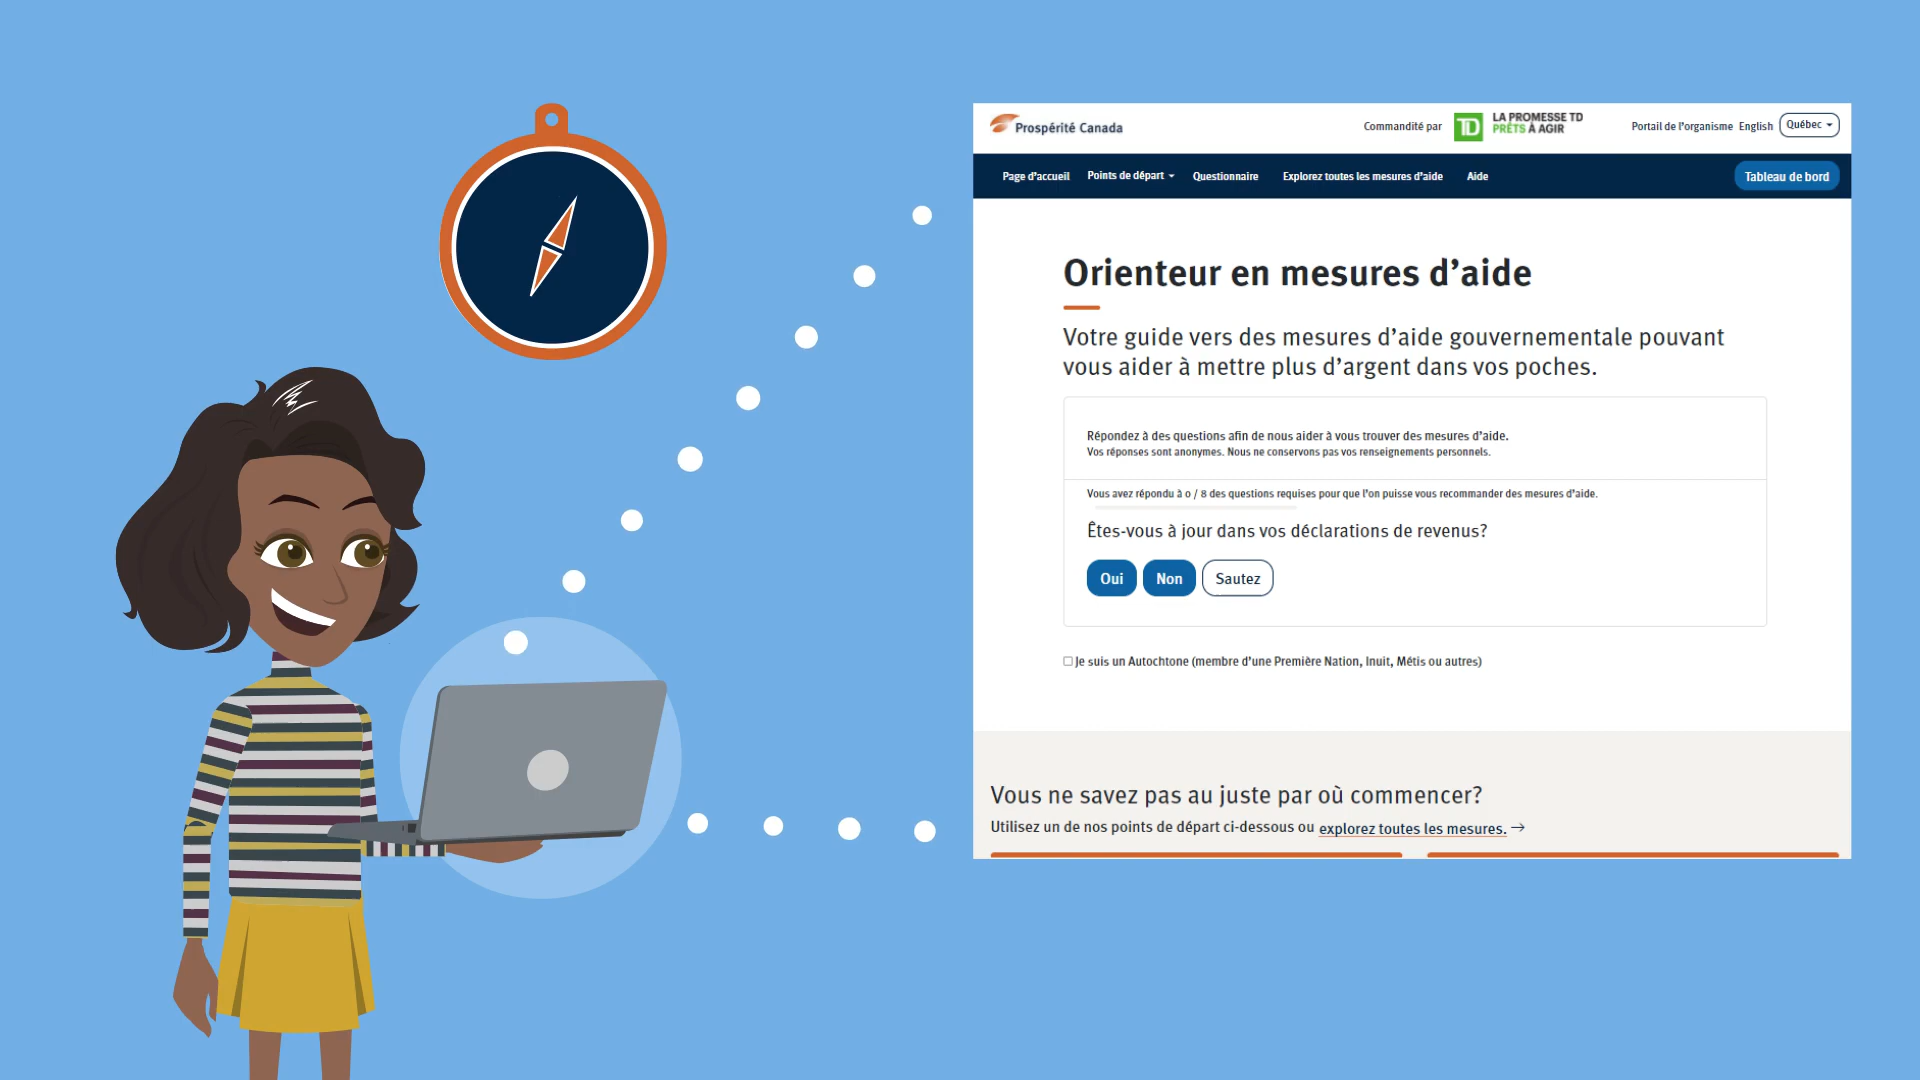 Prospérité Canada
Commandité par
TD
LA PROMESSE TD
PRÊTS À AGIR
Portail de l'organisme
English
Québec
Page d'accueil
Points de départ
Questionnaire
Explorez toutes les mesures d'aide
Aide
Tableau de bord
Orienteur en mesures d'aide
Votre guide vers des mesures d'aide gouvernementale pouvant
vous aider à mettre plus d'argent dans vos poches.
Répondez à des questions afin de nous aider à vous trouver des mesures d'aide.
Vos réponses sont anonymes. Nous ne conservons pas vos renseignements personnels.
Vous avez répondu à 0 / 8 des questions requises pour que l'on puisse vous recommander des mesures d'aide.
Êtes-vous à jour dans vos déclarations de revenus?
Oui
Non
Sautez
Je suis un Autochtone (membre d'une Première Nation, Inuit, Métis ou autres)
Vous ne savez pas au juste par où commencer?
Utilisez un de nos points de départ ci-dessous ou explorez toutes les mesures. →